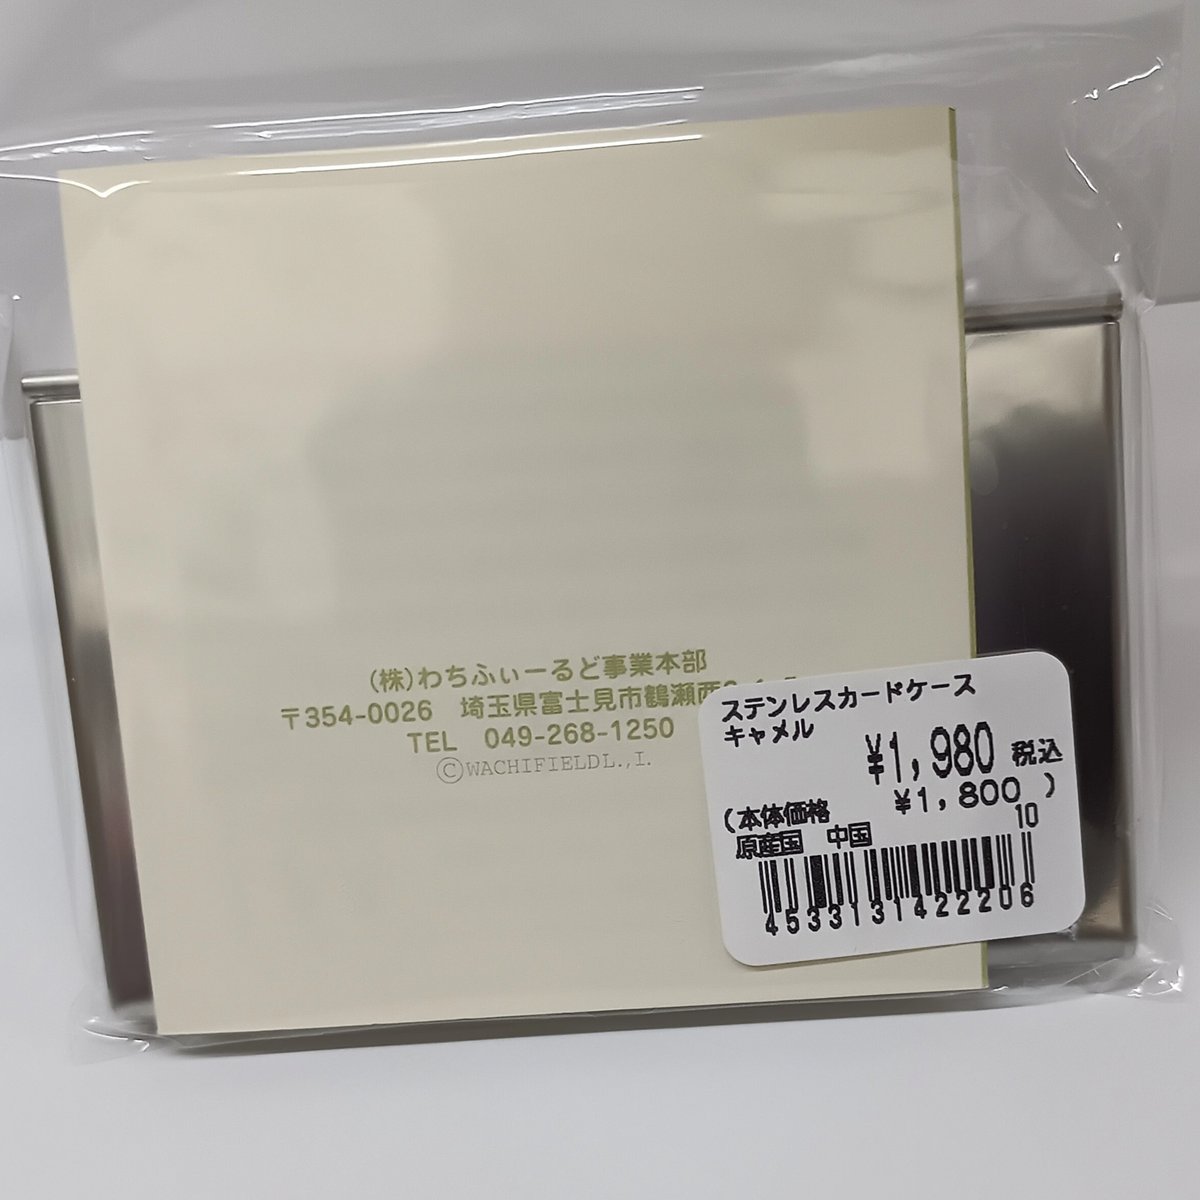 (株)わちふぃーるど事業本部
〒354-0026 埼玉県富士見市鶴瀬西
TEL 049-268-1250
©WACHIFIELDL.,I.
ステンレスカードケース
キャメル
¥1,980 税込
(本体価格 ¥1,800 )
10
原産国 中国
4533131422206